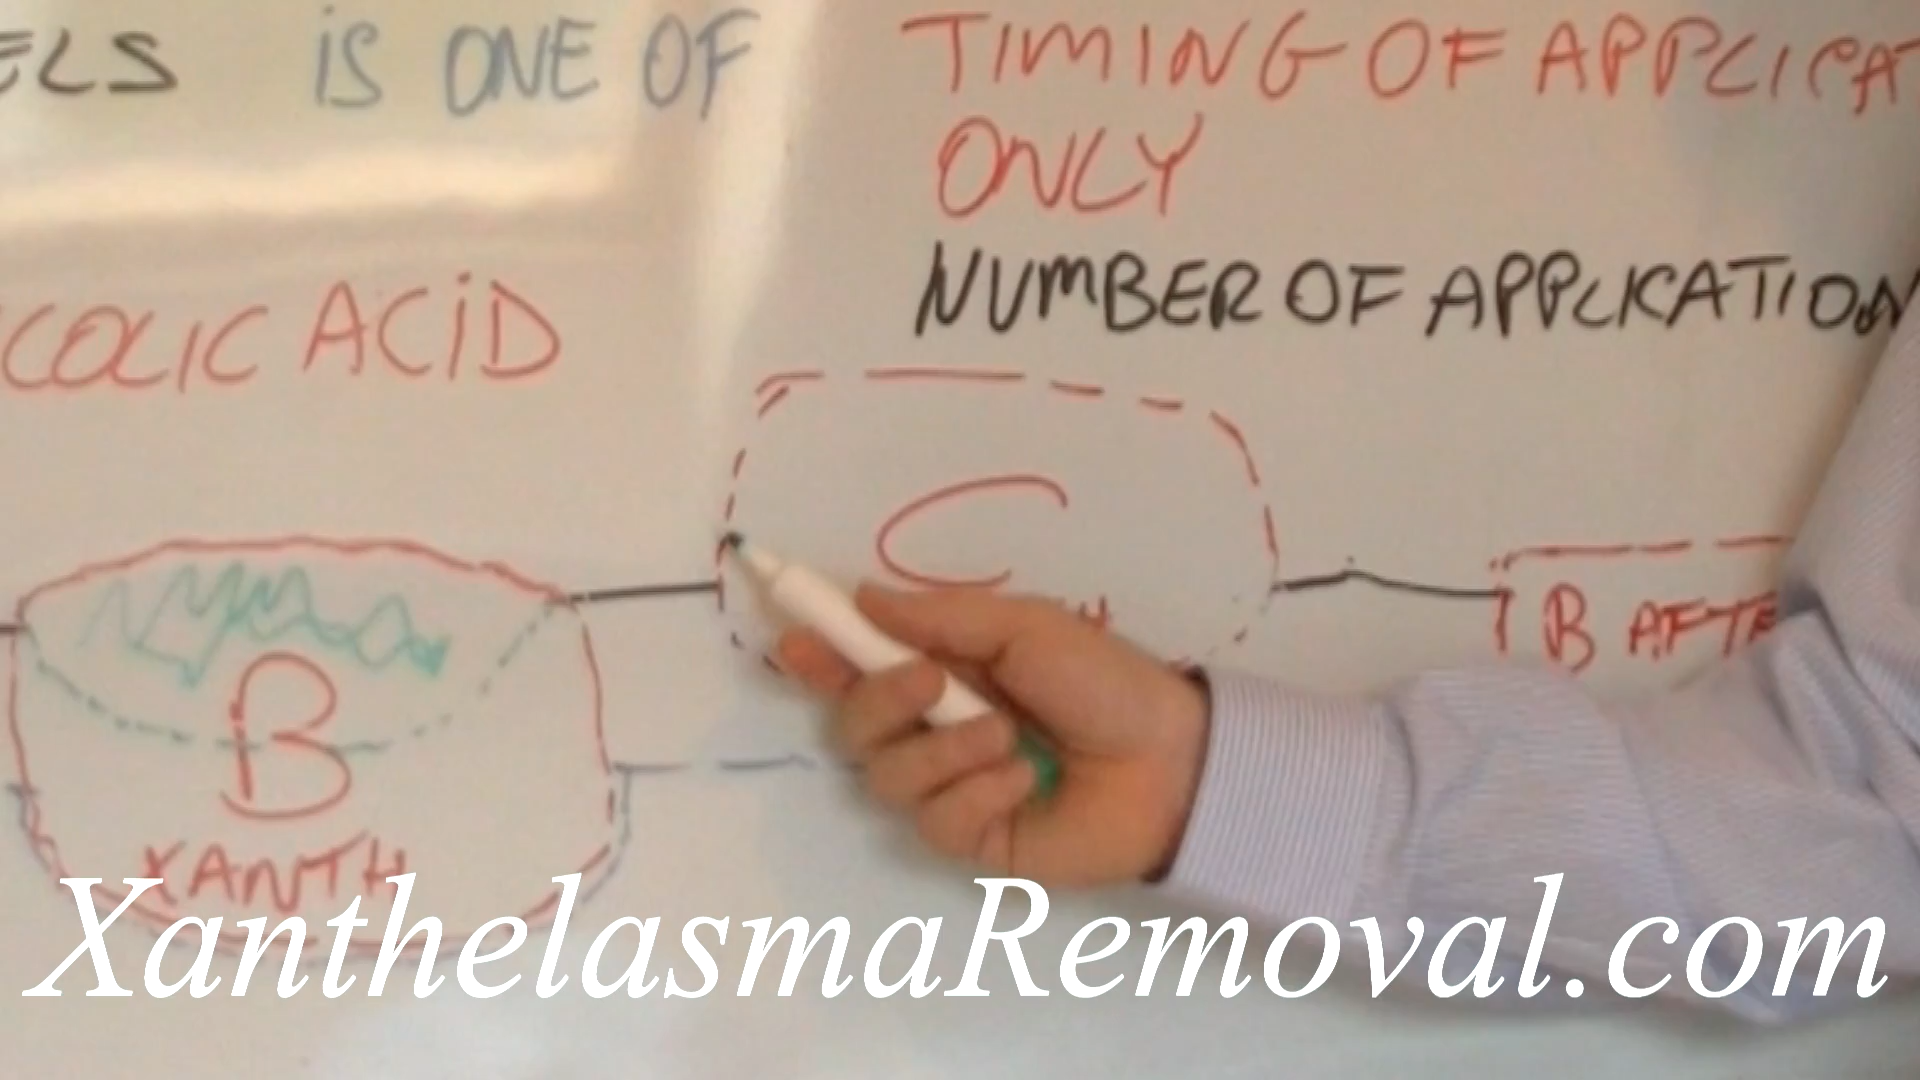 ELS IS ONE OF
TIMING OF APPLICAT
ONLY
NUMBER OF APPLICATION
COLIC ACID
C
B AFTE
B
XANTH
XanthelasmaRemoval.com